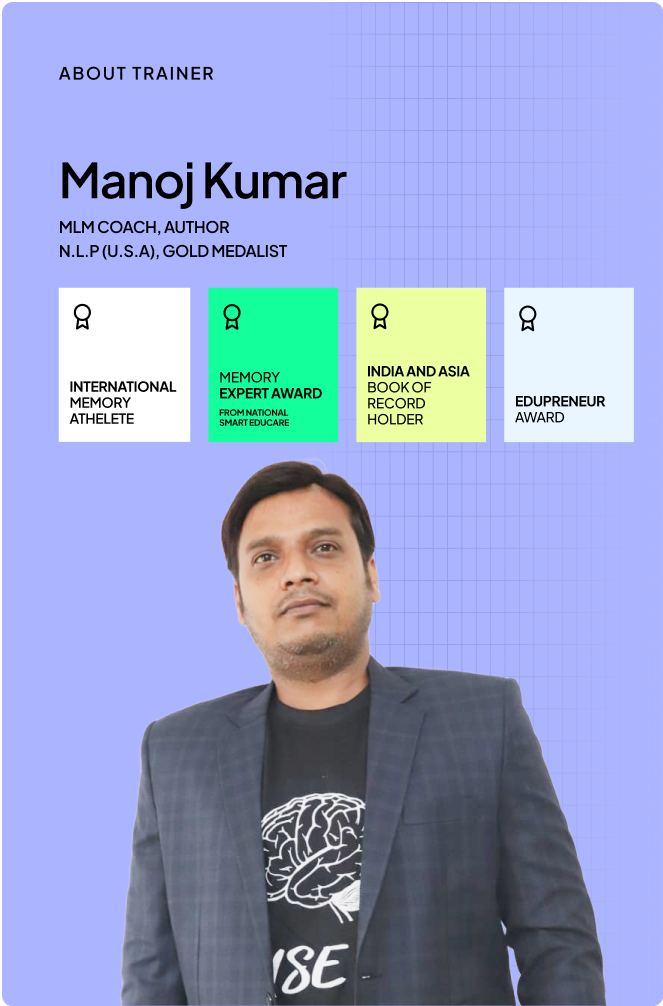 ABOUT TRAINER
Manoj Kumar
MLM COACH, AUTHOR
N.L.P (U.S.A), GOLD MEDALIST
INTERNATIONAL
MEMORY
ATHELETE
MEMORY
EXPERT AWARD
FROM NATIONAL
SMART EDUCARE
INDIA AND ASIA
BOOK OF
RECORD
HOLDER
EDUPRENEUR
AWARD